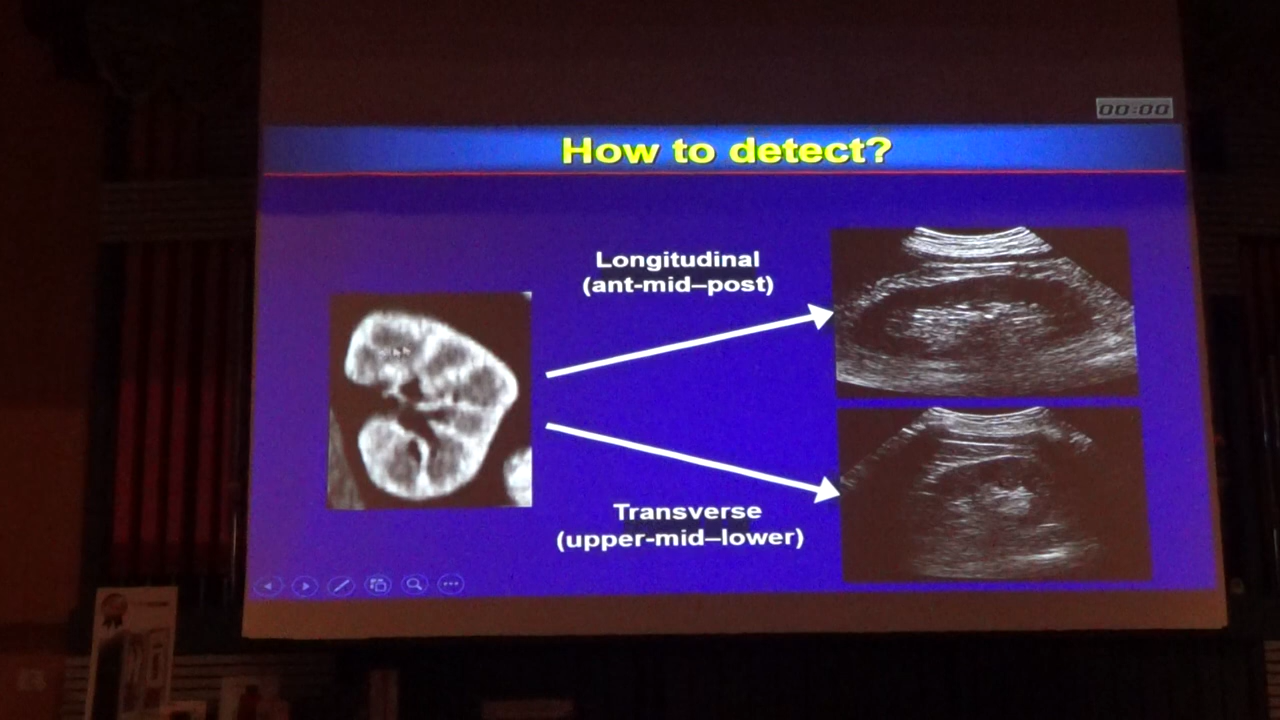 00:00
How to detect?
Longitudinal
(ant-mid–post)
Transverse
(upper-mid–lower)